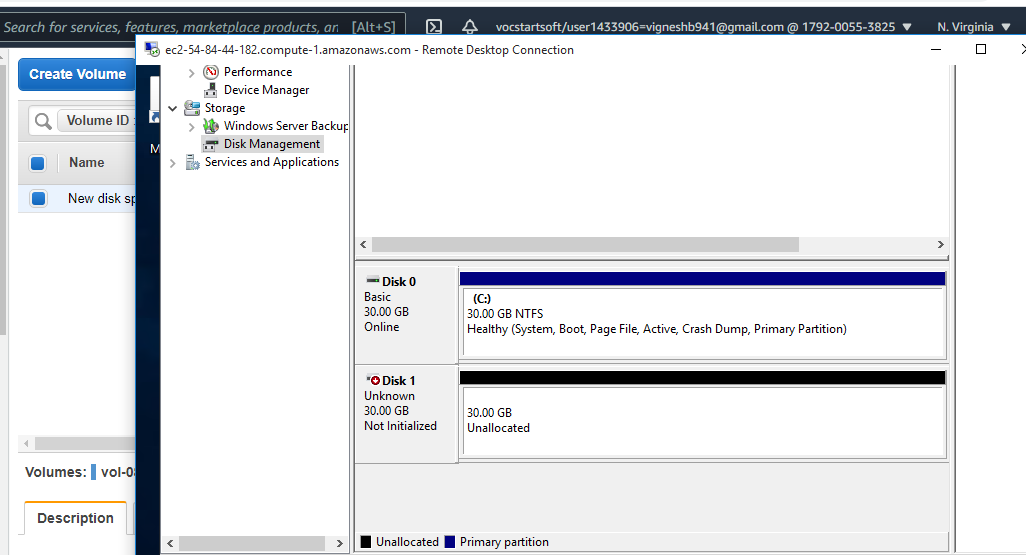 Search for services, features, marketplace products, an [Alt+S]
vocstartsoft/user1433906=vigneshb941@gmail.com @ 1792-0055-3825 ▼ N. Virginia ▼
ec2-54-84-44-182.compute-1.amazonaws.com - Remote Desktop Connection
Create Volume
Volume ID :
Name
New disk sp
M
Performance
Device Manager
Storage
Windows Server Backup
Disk Management
Services and Applications
Disk 0
Basic
30.00 GB
Online
(C:)
30.00 GB NTFS
Healthy (System, Boot, Page File, Active, Crash Dump, Primary Partition)
Disk 1
Unknown
30.00 GB
Not Initialized
30.00 GB
Unallocated
Volumes: vol-08
Description
Unallocated Primary partition